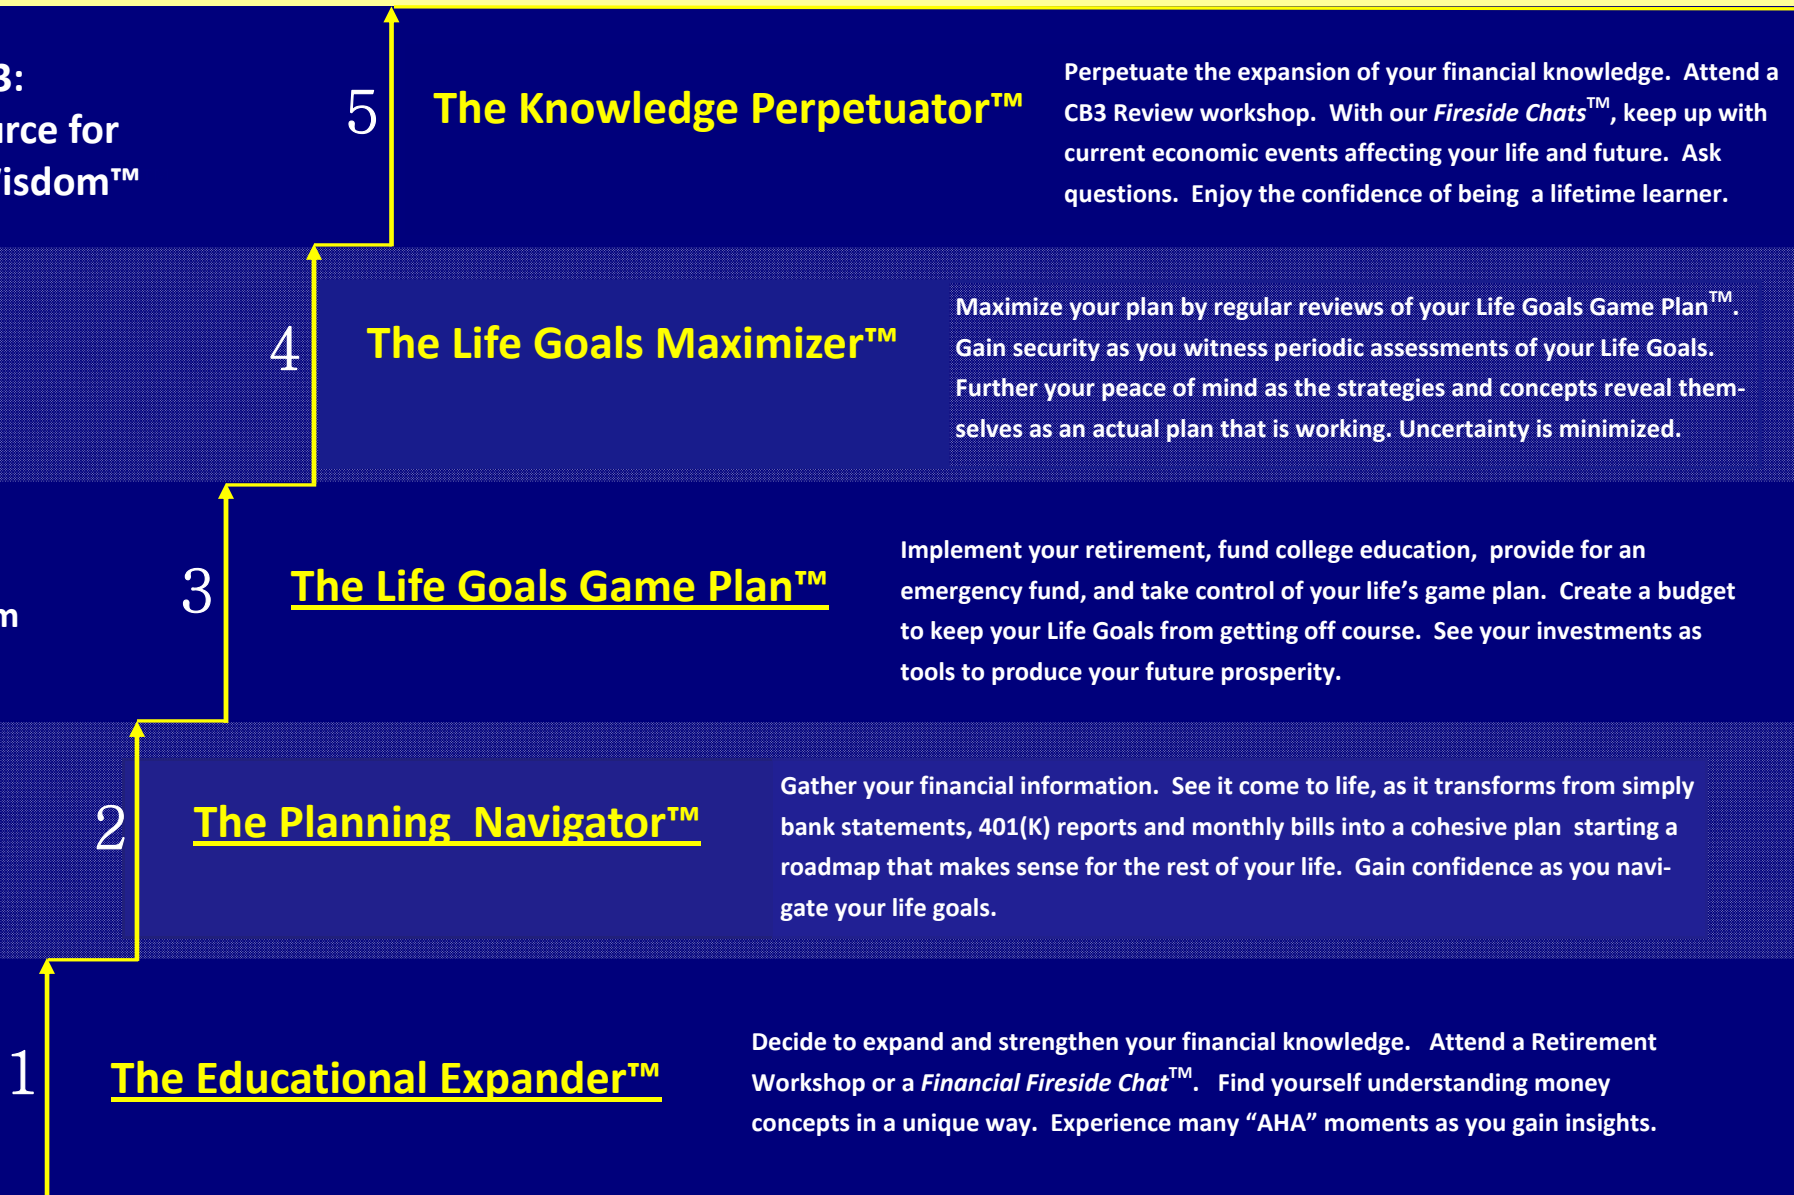 5
The Knowledge Perpetuator™
Perpetuate the expansion of your financial knowledge.  Attend a
CB3 Review workshop.  With our Fireside Chats™, keep up with
current economic events affecting your life and future.  Ask
questions.  Enjoy the confidence of being  a lifetime learner.
4
The Life Goals Maximizer™
Maximize your plan by regular reviews of your Life Goals Game Plan™.
Gain security as you witness periodic assessments of your Life Goals.
Further your peace of mind as the strategies and concepts reveal them-
selves as an actual plan that is working. Uncertainty is minimized.
3
The Life Goals Game Plan™
Implement your retirement, fund college education,  provide for an
emergency fund, and take control of your life’s game plan.  Create a budget
to keep your Life Goals from getting off course.  See your investments as
tools to produce your future prosperity.
2
The Planning  Navigator™
Gather your financial information.  See it come to life, as it transforms from simply
bank statements, 401(K) reports and monthly bills into a cohesive plan  starting a
roadmap that makes sense for the rest of your life.  Gain confidence as you navi-
gate your life goals.
1
The Educational Expander™
Decide to expand and strengthen your financial knowledge.   Attend a Retirement
Workshop or a Financial Fireside Chat™.   Find yourself understanding money
concepts in a unique way.  Experience many “AHA” moments as you gain insights.
for